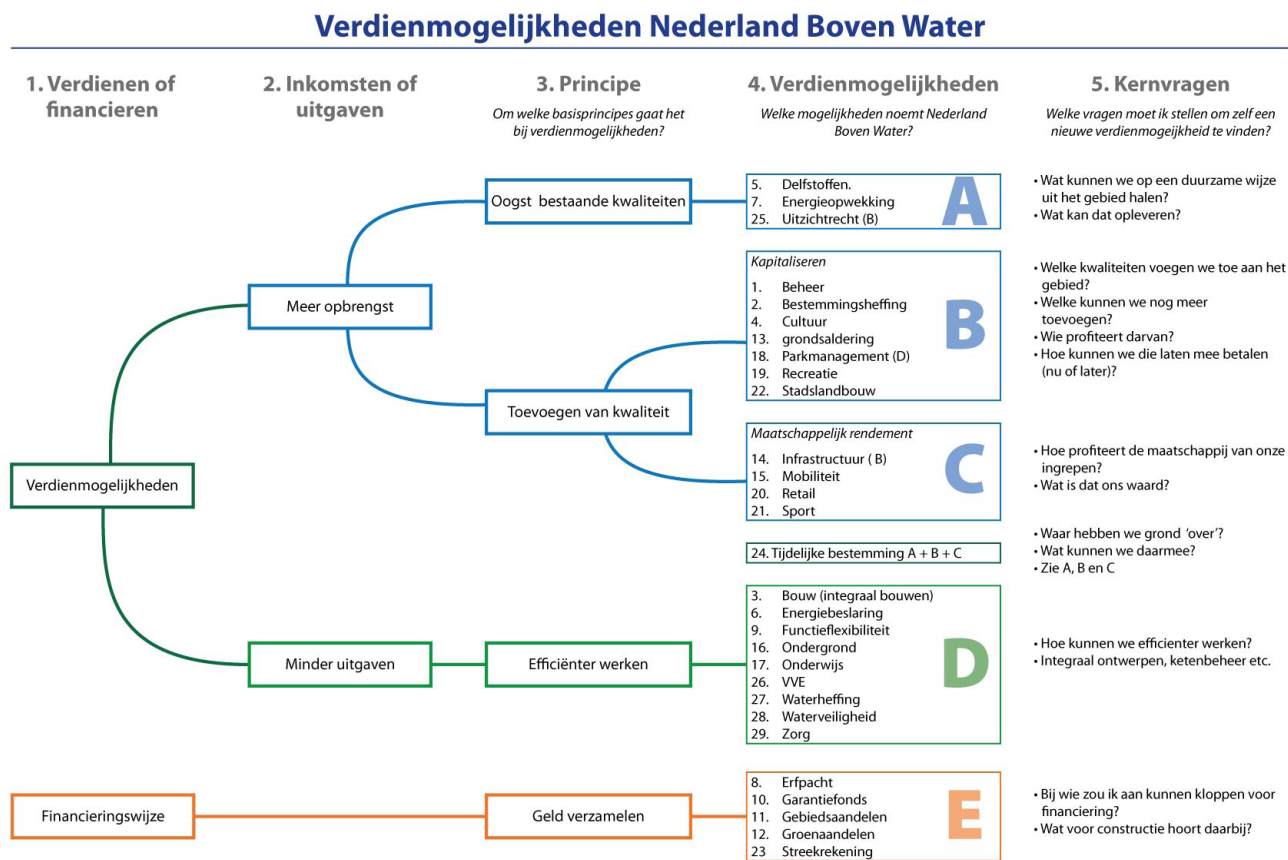 Verdienmogelijkheden Nederland Boven Water
1. Verdienen of
financieren
2. Inkomsten of
uitgaven
3. Principe
Om welke basisprincipes gaat het
bij verdienmogelijkheden?
4. Verdienmogelijkheden
Welke mogelijkheden noemt Nederland
Boven Water?
5. Kernvragen
Welke vragen moet ik stellen om zelf een
nieuwe verdienmogeijkheid te vinden?
Verdienmogelijkheden
Meer opbrengst
Oogst bestaande kwaliteiten
5. Delfstoffen.
7. Energieopwekking
25. Uitzichtrecht (B)
A
• Wat kunnen we op een duurzame wijze
uit het gebied halen?
• Wat kan dat opleveren?
Toevoegen van kwaliteit
Kapitaliseren
1. Beheer
2. Bestemmingsheffing
4. Cultuur
13. grondsaldering
18. Parkmanagement (D)
19. Recreatie
22. Stadslandbouw
B
• Welke kwaliteiten voegen we toe aan het
gebied?
• Welke kunnen we nog meer
toevoegen?
• Wie profiteert darvan?
• Hoe kunnen we die laten mee betalen
(nu of later)?
Maatschappelijk rendement
14. Infrastructuur ( B)
15. Mobiliteit
20. Retail
21. Sport
C
• Hoe profiteert de maatschappij van onze
ingrepen?
• Wat is dat ons waard?
24. Tijdelijke bestemming A + B + C
• Waar hebben we grond ‘over’?
• Wat kunnen we daarmee?
• Zie A, B en C
Minder uitgaven
Efficiënter werken
3. Bouw (integraal bouwen)
6. Energiebeslaring
9. Functieflexibiliteit
16. Ondergrond
17. Onderwijs
26. VVE
27. Waterheffing
28. Waterveiligheid
29. Zorg
D
• Hoe kunnen we efficienter werken?
• Integraal ontwerpen, ketenbeheer etc.
Financieringswijze
Geld verzamelen
8. Erfpacht
10. Garantiefonds
11. Gebiedsaandelen
12. Groenaandelen
23 Streekrekening
E
• Bij wie zou ik aan kunnen kloppen voor
financiering?
• Wat voor constructie hoort daarbij?